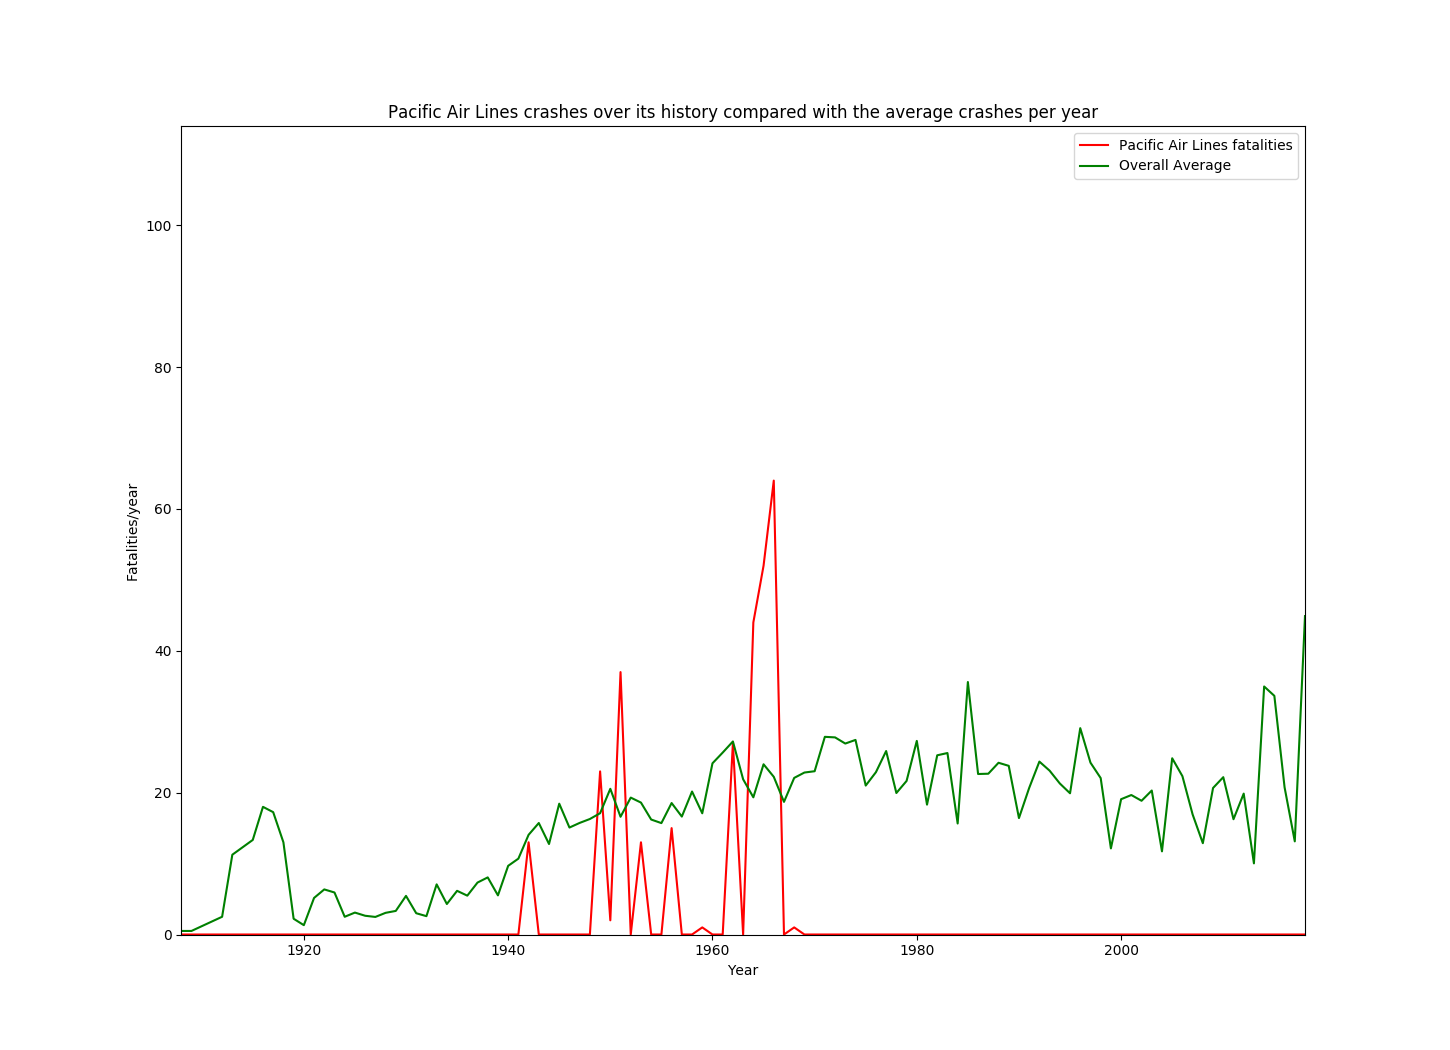 Pacific Air Lines crashes over its history compared with the average crashes per year
Pacific Air Lines fatalities
Overall Average
100
80
60
40
20
0
Fatalities/year
1920
1940
1960
1980
2000
Year